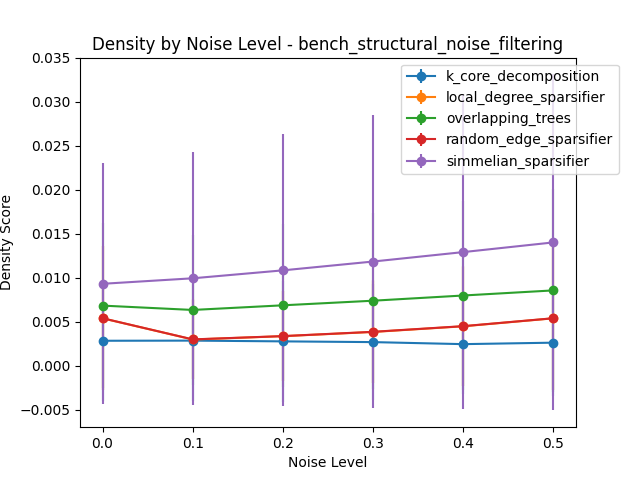 Density by Noise Level - bench_structural_noise_filtering
k_core_decomposition
local_degree_sparsifier
overlapping_trees
random_edge_sparsifier
simmelian_sparsifier
Density Score
0.035
0.030
0.025
0.020
0.015
0.010
0.005
0.000
−0.005
0.0 0.1 0.2 0.3 0.4 0.5
Noise Level